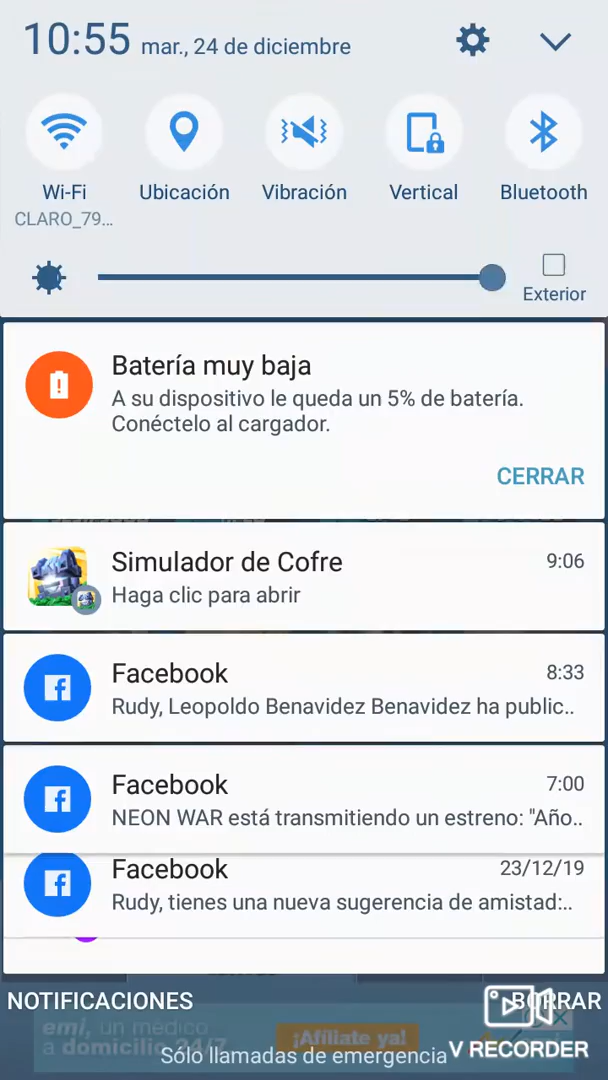 10:55 mar., 24 de diciembre
Wi-Fi
Ubicación
Vibración
Vertical
Bluetooth
CLARO_79...
Exterior
Batería muy baja
A su dispositivo le queda un 5% de batería.
Conéctelo al cargador.
CERRAR
Simulador de Cofre 9:06
Haga clic para abrir
Facebook 8:33
Rudy, Leopoldo Benavidez Benavidez ha public..
Facebook 7:00
NEON WAR está transmitiendo un estreno: "Año..
Facebook 23/12/19
Rudy, tienes una nueva sugerencia de amistad:..
NOTIFICACIONES BORRAR
emi, un médico
a domicilio 24/7
¡Afíliate ya!
Sólo llamadas de emergencia
V RECORDER